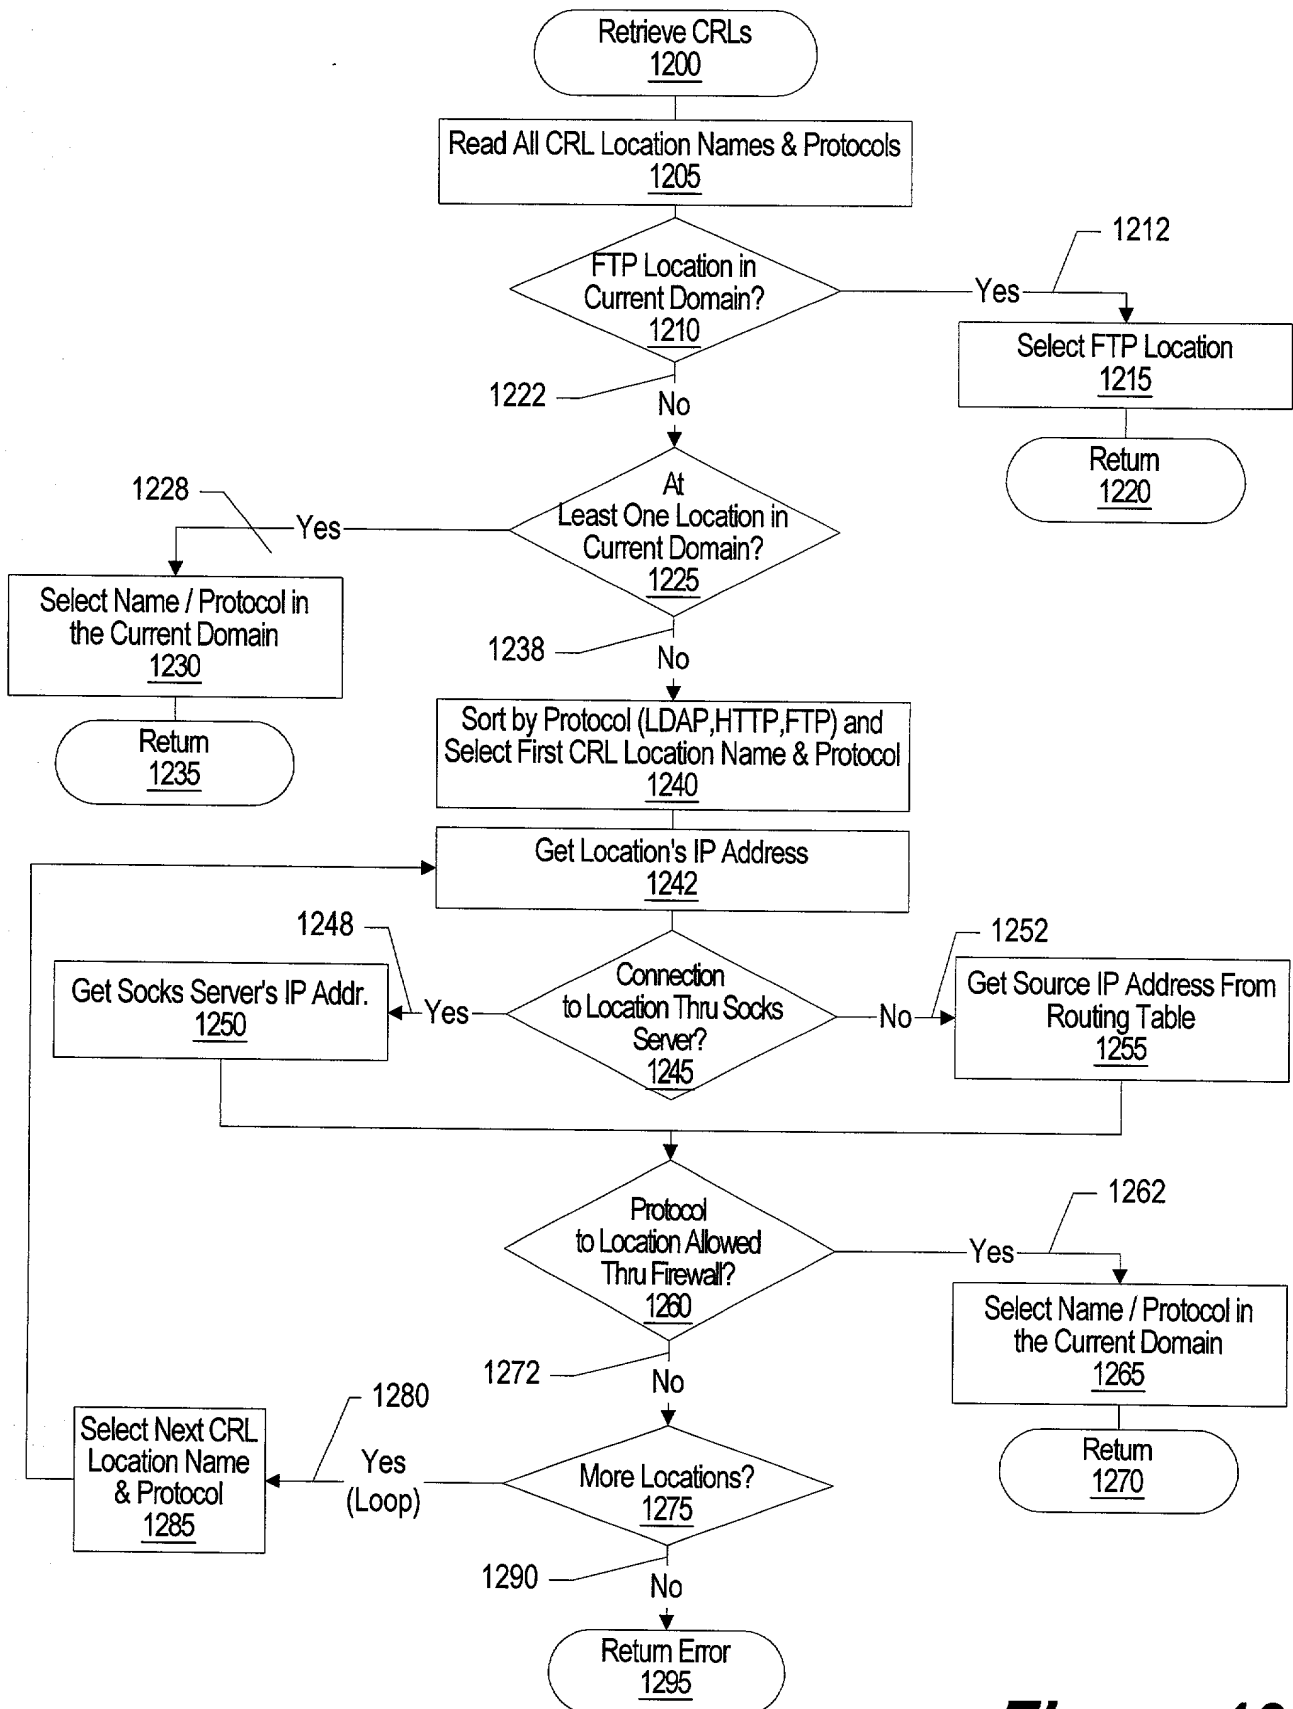 Retrieve CRLs
1200
Read All CRL Location Names & Protocols
1205
1212
FTP Location in
Current Domain?
1210
Yes
Select FTP Location
1215
1222
No
Return
1220
1228
At
Least One Location in
Current Domain?
1225
Yes
Select Name / Protocol in
the Current Domain
1230
1238
No
Return
1235
Sort by Protocol (LDAP,HTTP,FTP) and
Select First CRL Location Name & Protocol
1240
Get Location's IP Address
1242
1248
1252
Connection
to Location Thru Socks
Server?
1245
Yes
Get Socks Server's IP Addr.
1250
No
Get Source IP Address From
Routing Table
1255
1262
Protocol
to Location Allowed
Thru Firewall?
1260
Yes
Select Name / Protocol in
the Current Domain
1265
1272
No
Return
1270
1280
More Locations?
1275
Yes
(Loop)
Select Next CRL
Location Name
& Protocol
1285
1290
No
Return Error
1295